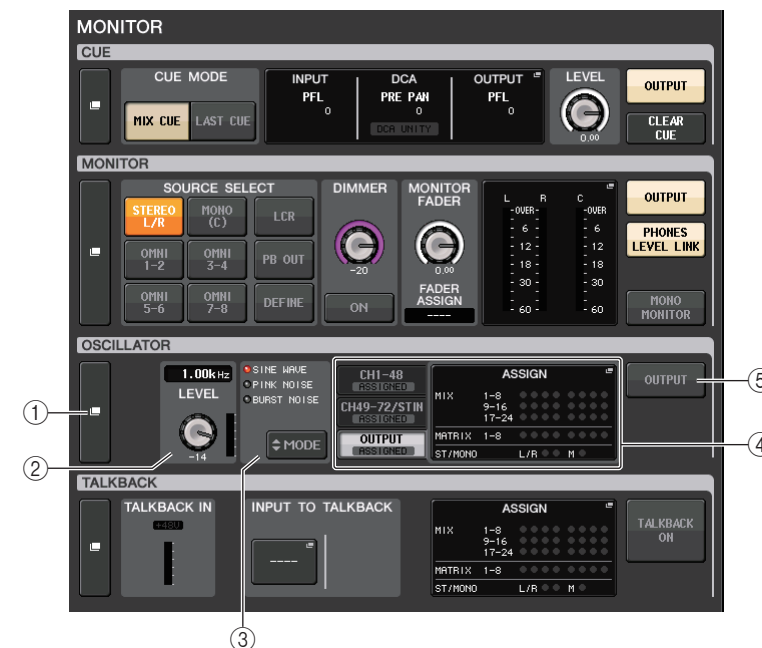 MONITOR
CUE
CUE MODE
MIX CUE
LAST CUE
INPUT
PFL
0
DCA
PRE PAN
0
DCA UNITY
OUTPUT
PFL
0
LEVEL
0.00
OUTPUT
CLEAR
CUE
MONITOR
SOURCE SELECT
STEREO
L/R
MONO
(C)
LCR
OMNI
1-2
OMNI
3-4
PB OUT
OMNI
5-6
OMNI
7-8
DEFINE
DIMMER
-20
ON
MONITOR
FADER
0.00
FADER
ASSIGN
----
L R C
-OVER- -OVER
- 6 - - 6
- 12 - - 12
- 18 - - 18
- 30 - - 30
- 60 - - 60
OUTPUT
PHONES
LEVEL LINK
MONO
MONITOR
OSCILLATOR
1.00kHz
LEVEL
-14
SINE WAVE
PINK NOISE
BURST NOISE
MODE
CH1-48
ASSIGNED
CH49-72/STIN
ASSIGNED
OUTPUT
ASSIGNED
ASSIGN
MIX 1-8
9-16
17-24
MATRIX 1-8
ST/MONO L/R M
OUTPUT
1
2
3
4
5
TALKBACK
TALKBACK IN
+48V
INPUT TO TALKBACK
----
ASSIGN
MIX 1-8
9-16
17-24
MATRIX 1-8
ST/MONO L/R M
TALKBACK
ON